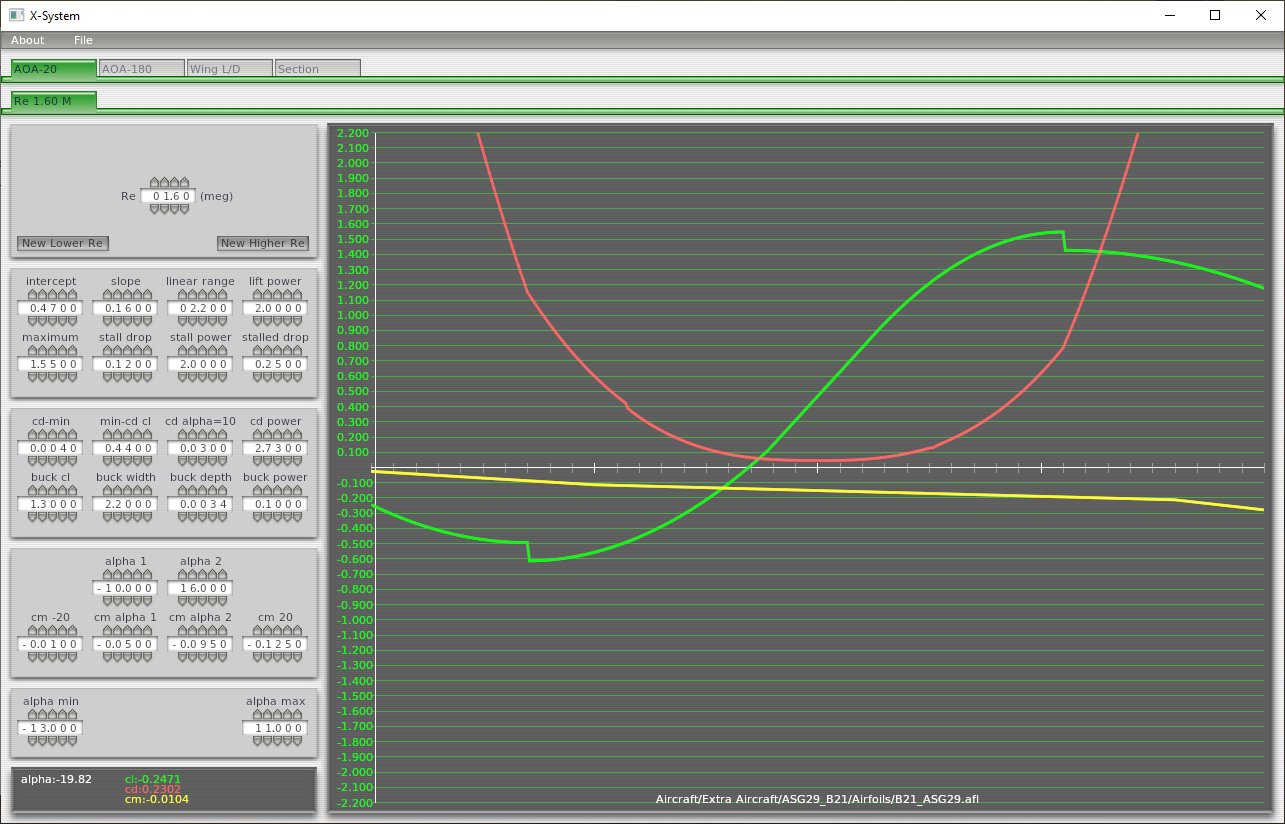 X-System
About File
AOA-20 AOA-180 Wing L/D Section
Re 1.60 M
Re 0 1.6 0 (meg)
New Lower Re New Higher Re
intercept slope linear range lift power
0.4 7 0 0 0.1 6 0 0 0 2.2 0 0 2.0 0 0 0
maximum stall drop stall power stalled drop
1.5 5 0 0 0.1 2 0 0 2.0 0 0 0 0.2 5 0 0
cd-min min-cd cl cd alpha=10 cd power
0.0 0 4 0 0.4 4 0 0 0.0 3 0 0 2.7 3 0 0
buck cl buck width buck depth buck power
1.3 0 0 0 2.2 0 0 0 0.0 0 3 4 0.1 0 0 0
alpha 1 alpha 2
- 1 0.0 0 0 1 6.0 0 0
cm -20 cm alpha 1 cm alpha 2 cm 20
- 0.0 1 0 0 - 0.0 5 0 0 - 0.0 9 5 0 - 0.1 2 5 0
alpha min alpha max
- 1 3.0 0 0 1 1.0 0 0
alpha:-19.82 cl:-0.2471
cd:0.2302
cm:-0.0104
2.200
2.100
2.000
1.900
1.800
1.700
1.600
1.500
1.400
1.300
1.200
1.100
1.000
0.900
0.800
0.700
0.600
0.500
0.400
0.300
0.200
0.100
-0.100
-0.200
-0.300
-0.400
-0.500
-0.600
-0.700
-0.800
-0.900
-1.000
-1.100
-1.200
-1.300
-1.400
-1.500
-1.600
-1.700
-1.800
-1.900
-2.000
-2.100
-2.200
Aircraft/Extra Aircraft/ASG29_B21/Airfoils/B21_ASG29.afl